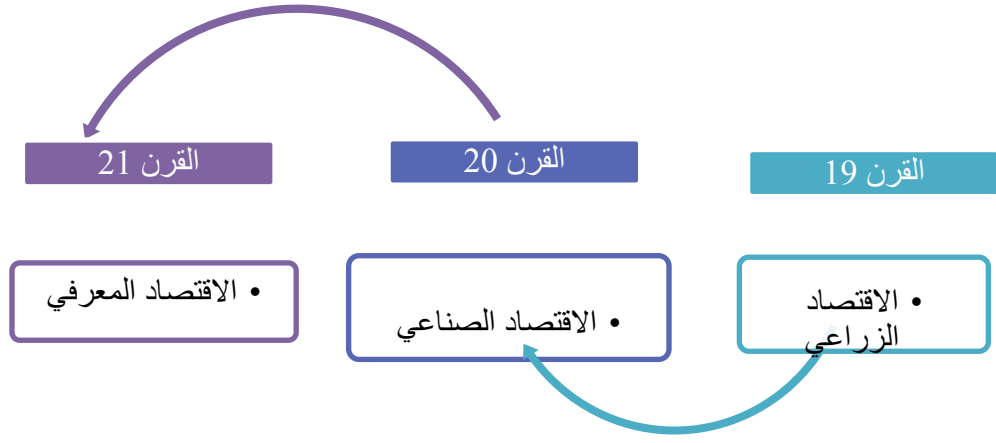 القرن 19
القرن 20
القرن 21
• الاقتصاد
الزراعي
• الاقتصاد الصناعي
• الاقتصاد المعرفي